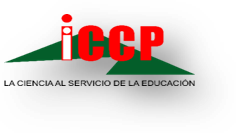 iCCP
LA CIENCIA AL SERVICIO DE LA EDUCACIÓN